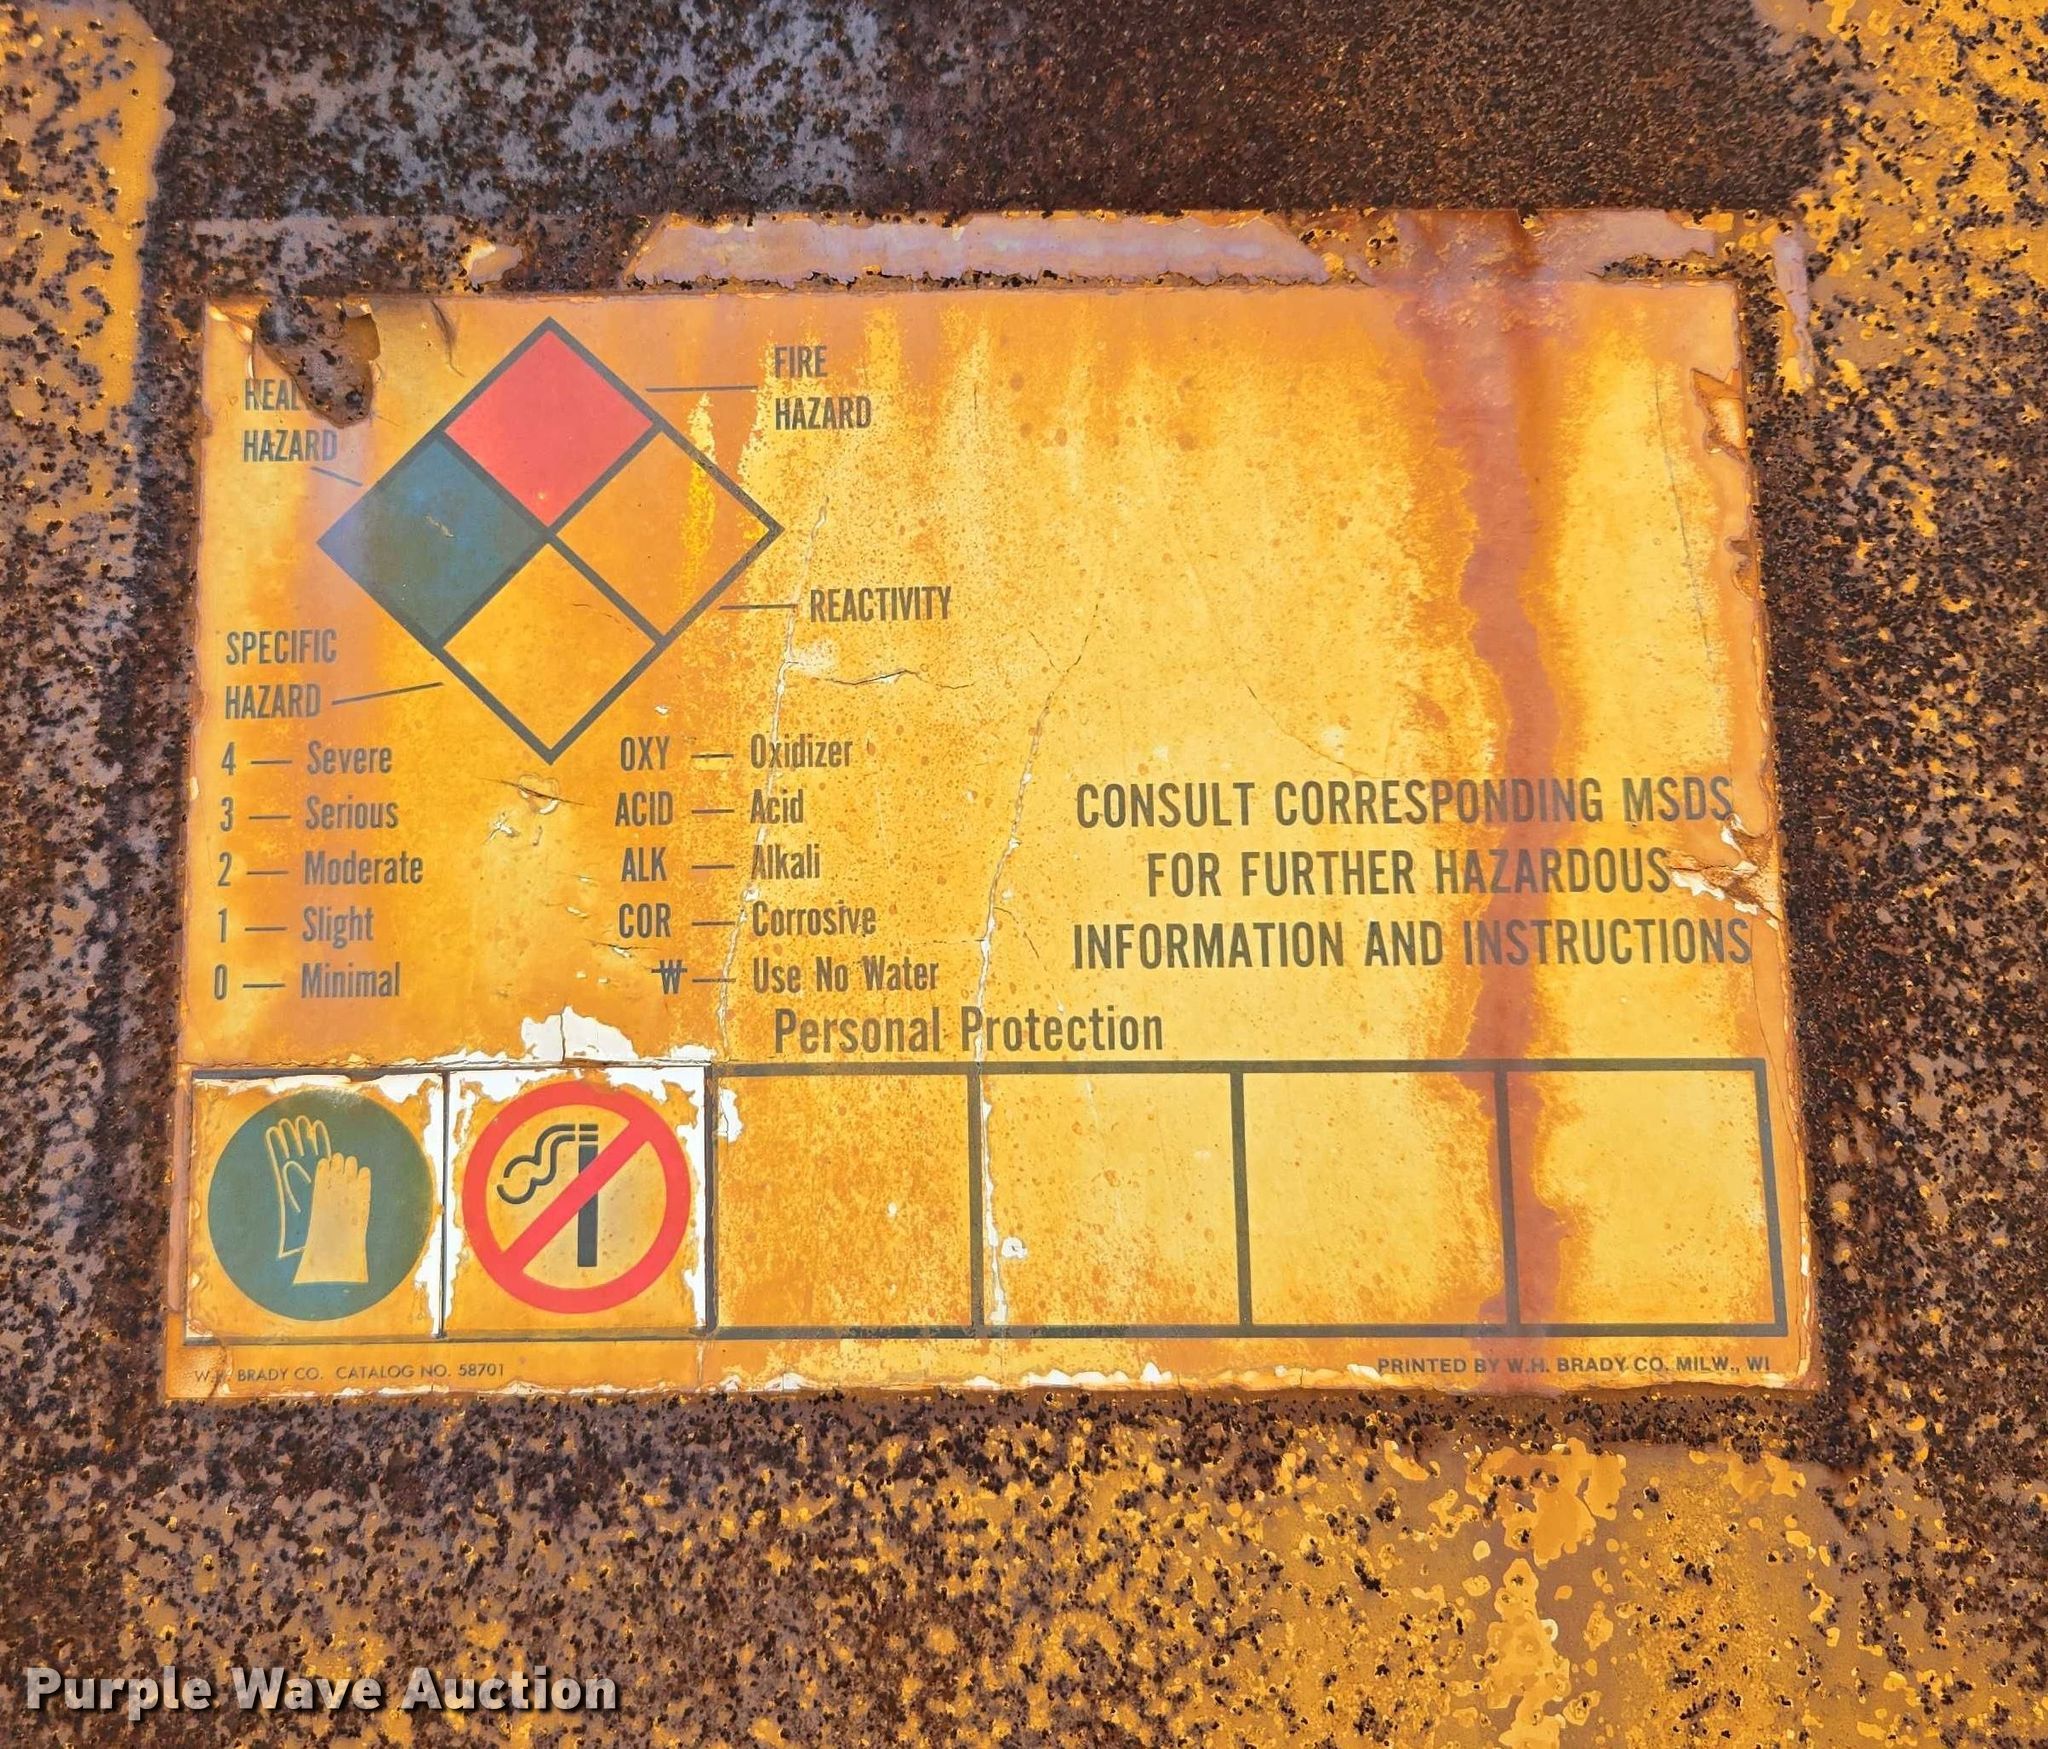 HEAL
HAZARD
FIRE
HAZARD
REACTIVITY
SPECIFIC
HAZARD
4 — Severe
3 — Serious
2 — Moderate
1 — Slight
0 — Minimal
OXY — Oxidizer
ACID — Acid
ALK — Alkali
COR — Corrosive
W — Use No Water
CONSULT CORRESPONDING MSDS
FOR FURTHER HAZARDOUS
INFORMATION AND INSTRUCTIONS
Personal Protection
W. BRADY CO. CATALOG NO. 58701
PRINTED BY W.H. BRADY CO. MILW., WI
Purple Wave Auction